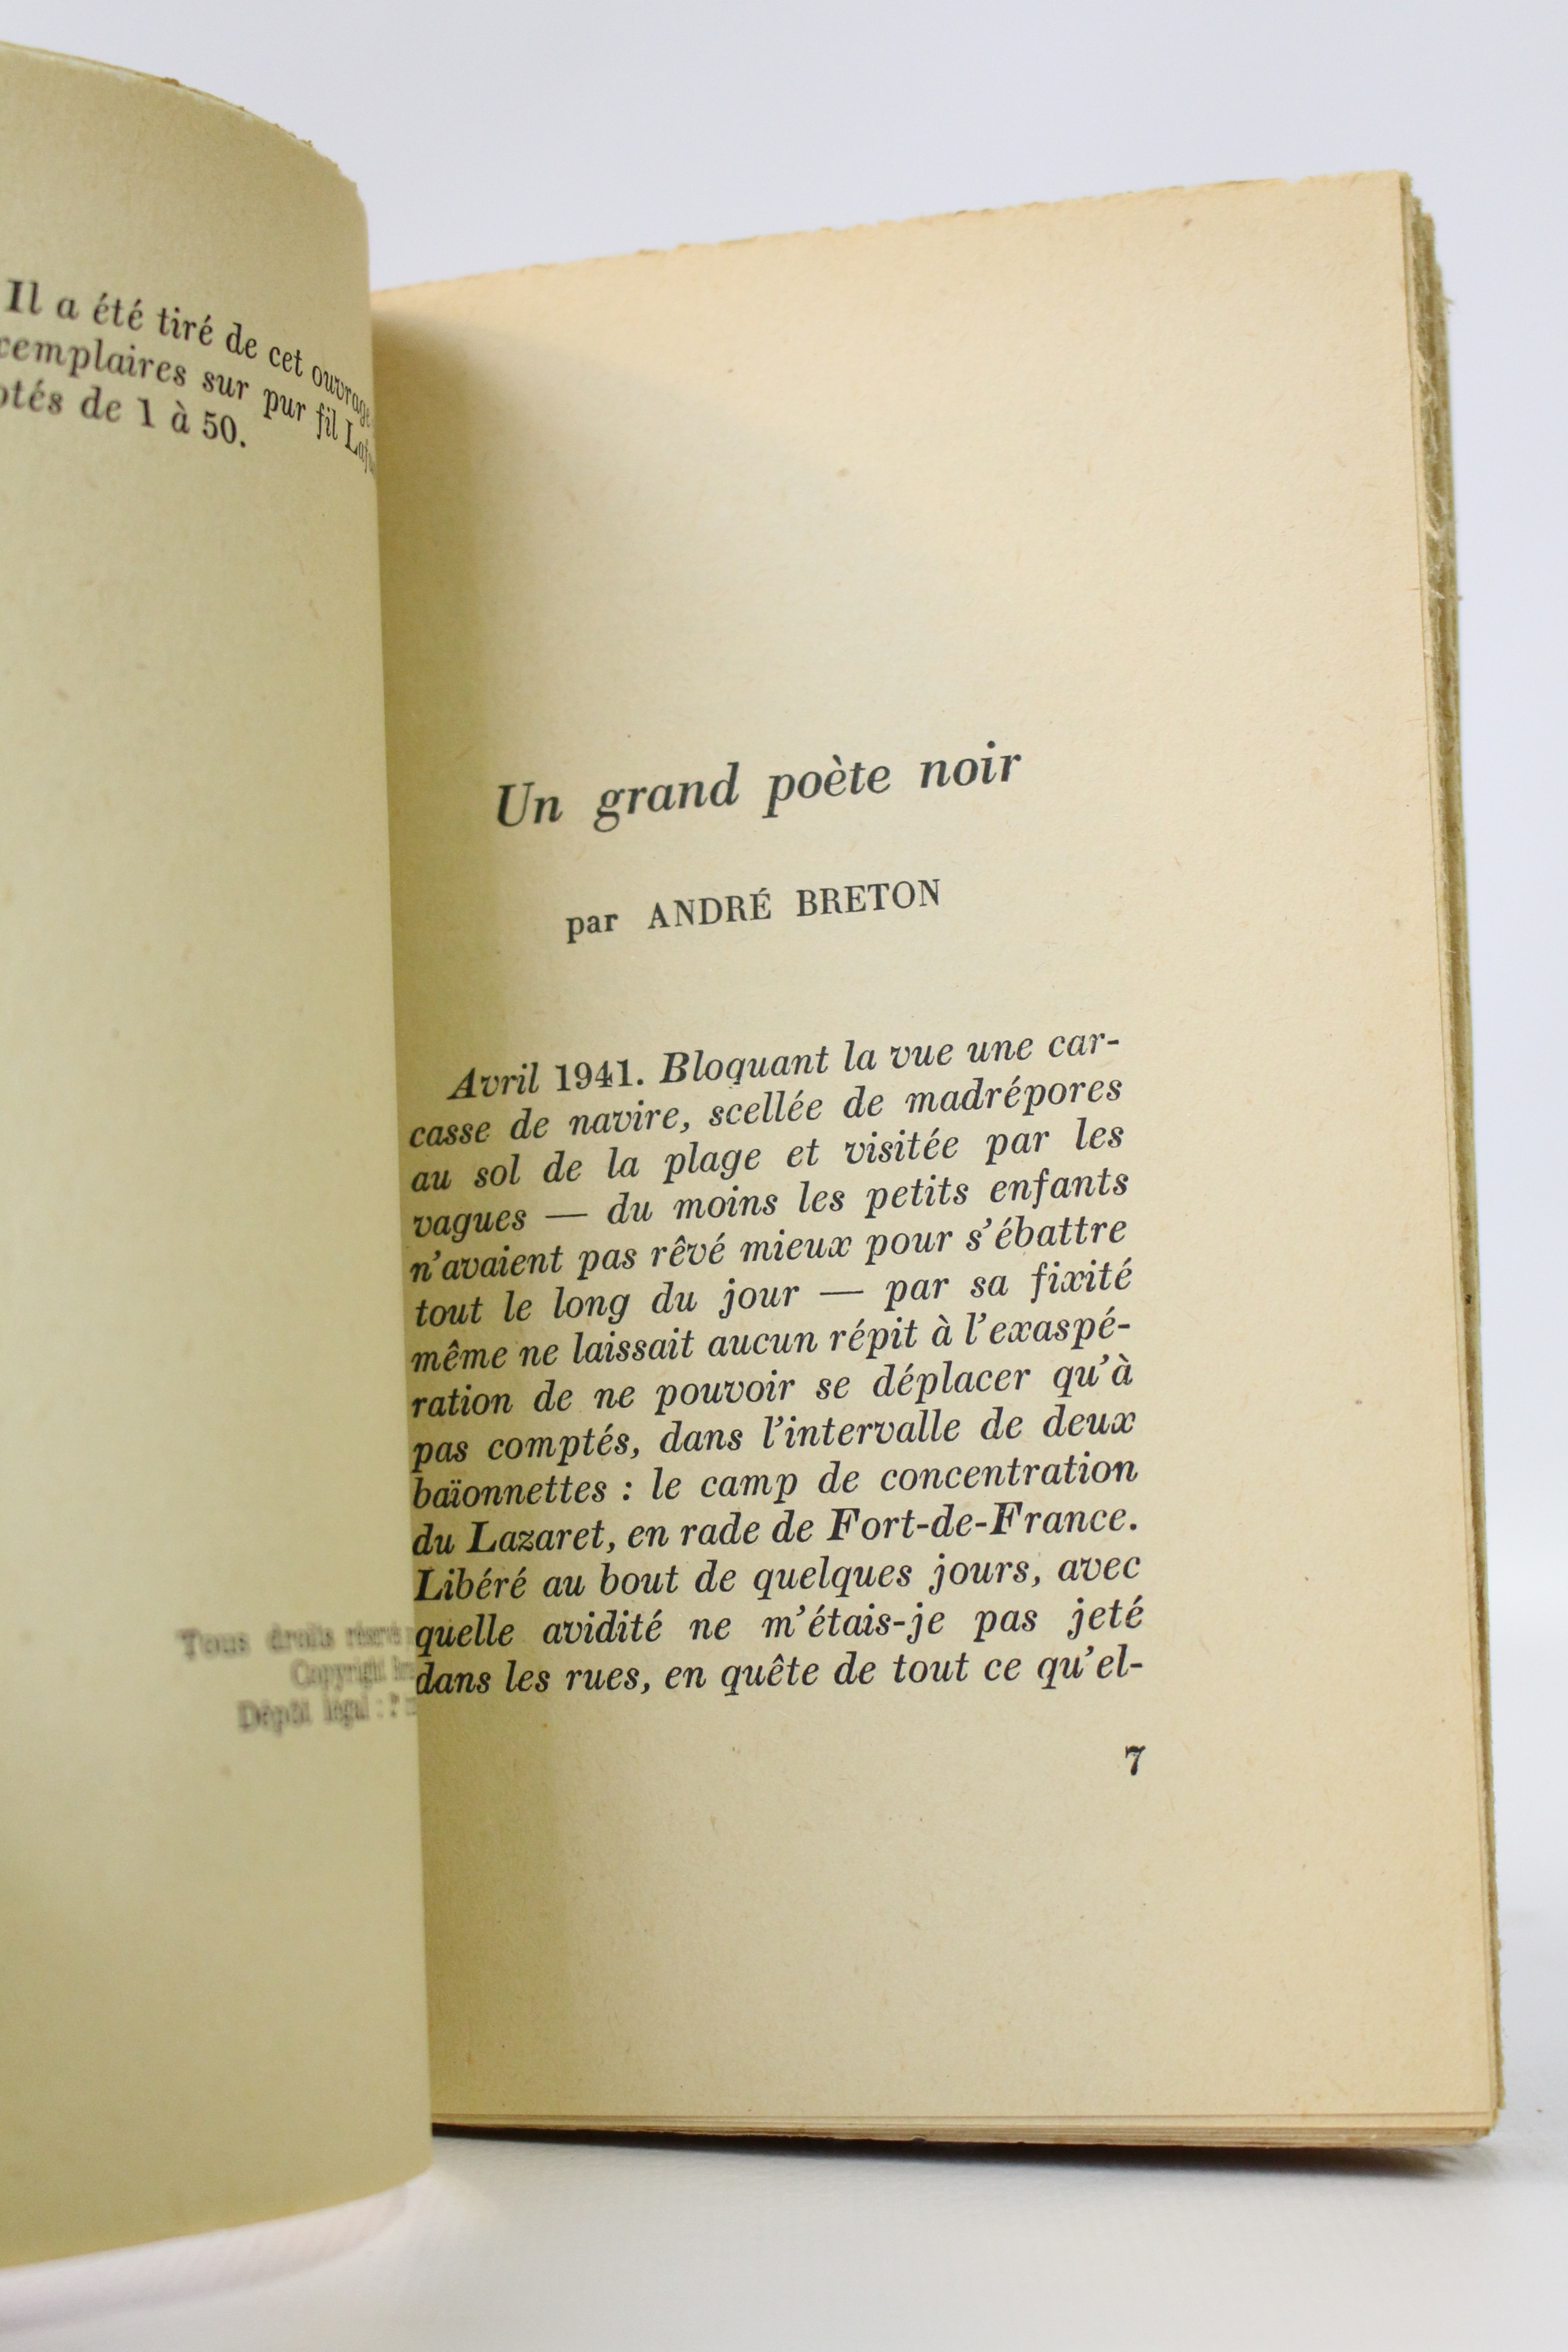 Il a été tiré de cet ouvrage
sur pur fil
de 1 à 50.
Tous droits
Copyright
Dépôt légal :
Un grand poète noir
par ANDRÉ BRETON
Avril 1941. Bloquant la vue une car-
casse de navire, scellée de madrépores
au sol de la plage et visitée par les
vagues — du moins les petits enfants
n'avaient pas rêvé mieux pour s'ébattre
tout le long du jour — par sa fixité
même ne laissait aucun répit à l'exaspé-
ration de ne pouvoir se déplacer qu'à
pas comptés, dans l'intervalle de deux
baïonnettes : le camp de concentration
du Lazaret, en rade de Fort-de-France.
Libéré au bout de quelques jours, avec
quelle avidité ne m'étais-je pas jeté
dans les rues, en quête de tout ce qu'el-
7